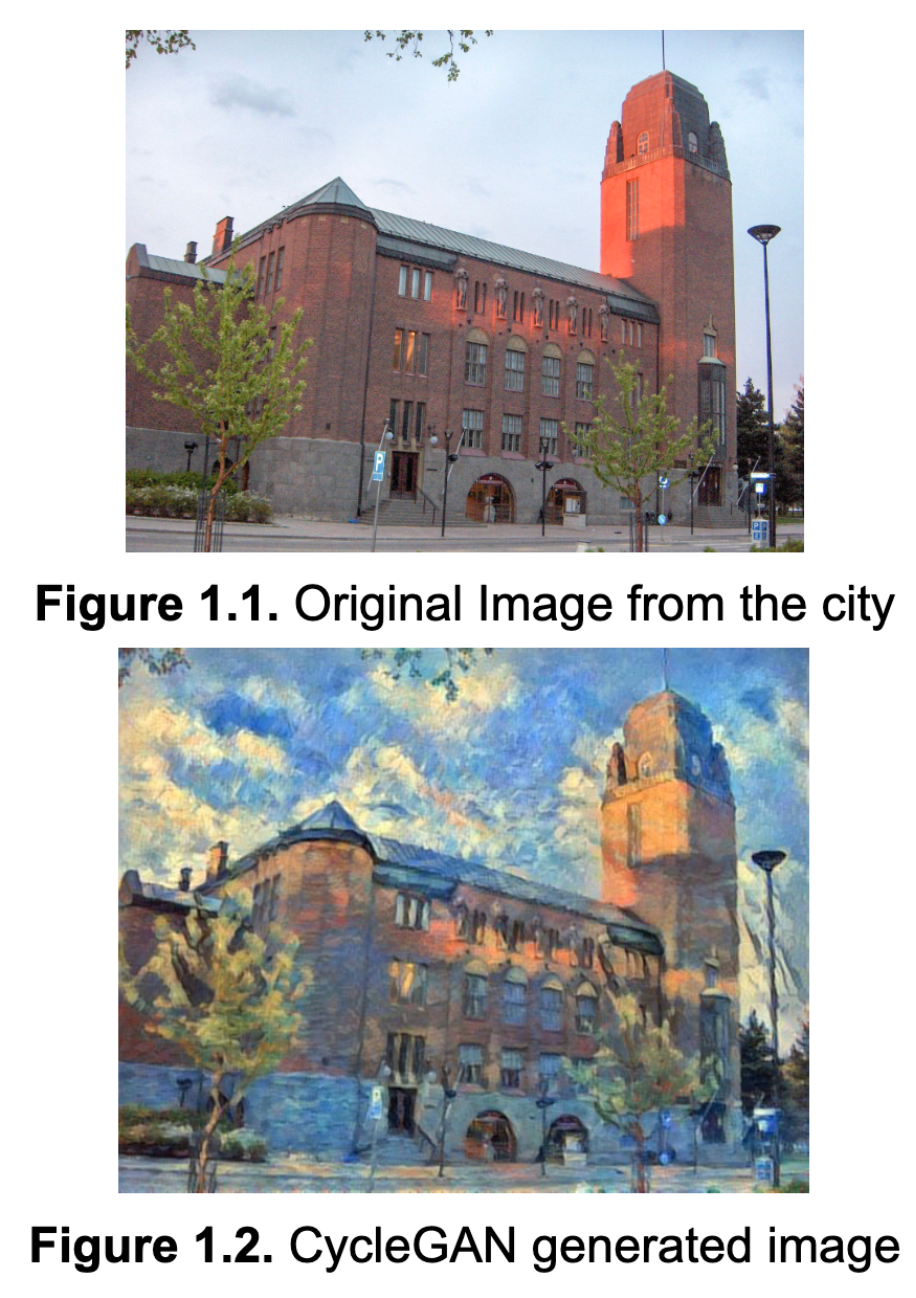 P
Figure 1.1. Original Image from the city
Figure 1.2. CycleGAN generated image